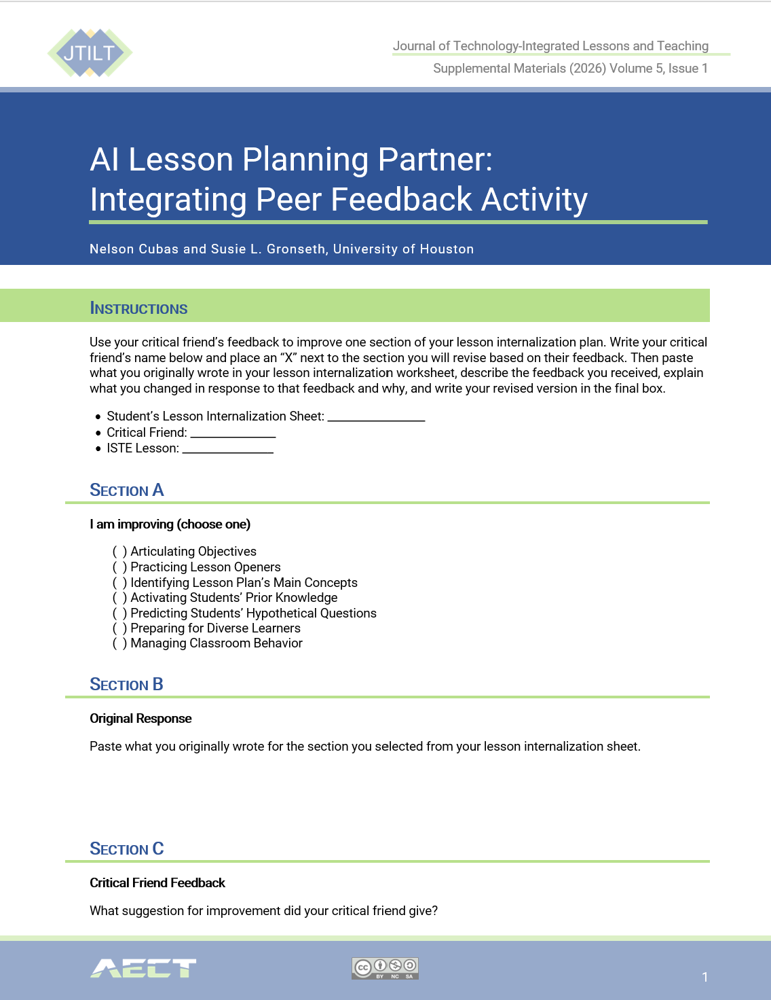 JTILT
Journal of Technology-Integrated Lessons and Teaching
Supplemental Materials (2026) Volume 5, Issue 1
AI Lesson Planning Partner:
Integrating Peer Feedback Activity
Nelson Cubas and Susie L. Gronseth, University of Houston
INSTRUCTIONS
Use your critical friend’s feedback to improve one section of your lesson internalization plan. Write your critical
friend’s name below and place an “X” next to the section you will revise based on their feedback. Then paste
what you originally wrote in your lesson internalization worksheet, describe the feedback you received, explain
what you changed in response to that feedback and why, and write your revised version in the final box.
• Student’s Lesson Internalization Sheet: ________________
• Critical Friend: ______________
• ISTE Lesson: _______________
SECTION A
I am improving (choose one)
( ) Articulating Objectives
( ) Practicing Lesson Openers
( ) Identifying Lesson Plan’s Main Concepts
( ) Activating Students’ Prior Knowledge
( ) Predicting Students’ Hypothetical Questions
( ) Preparing for Diverse Learners
( ) Managing Classroom Behavior
SECTION B
Original Response
Paste what you originally wrote for the section you selected from your lesson internalization sheet.
SECTION C
Critical Friend Feedback
What suggestion for improvement did your critical friend give?
AECT
cc BY NC SA
1